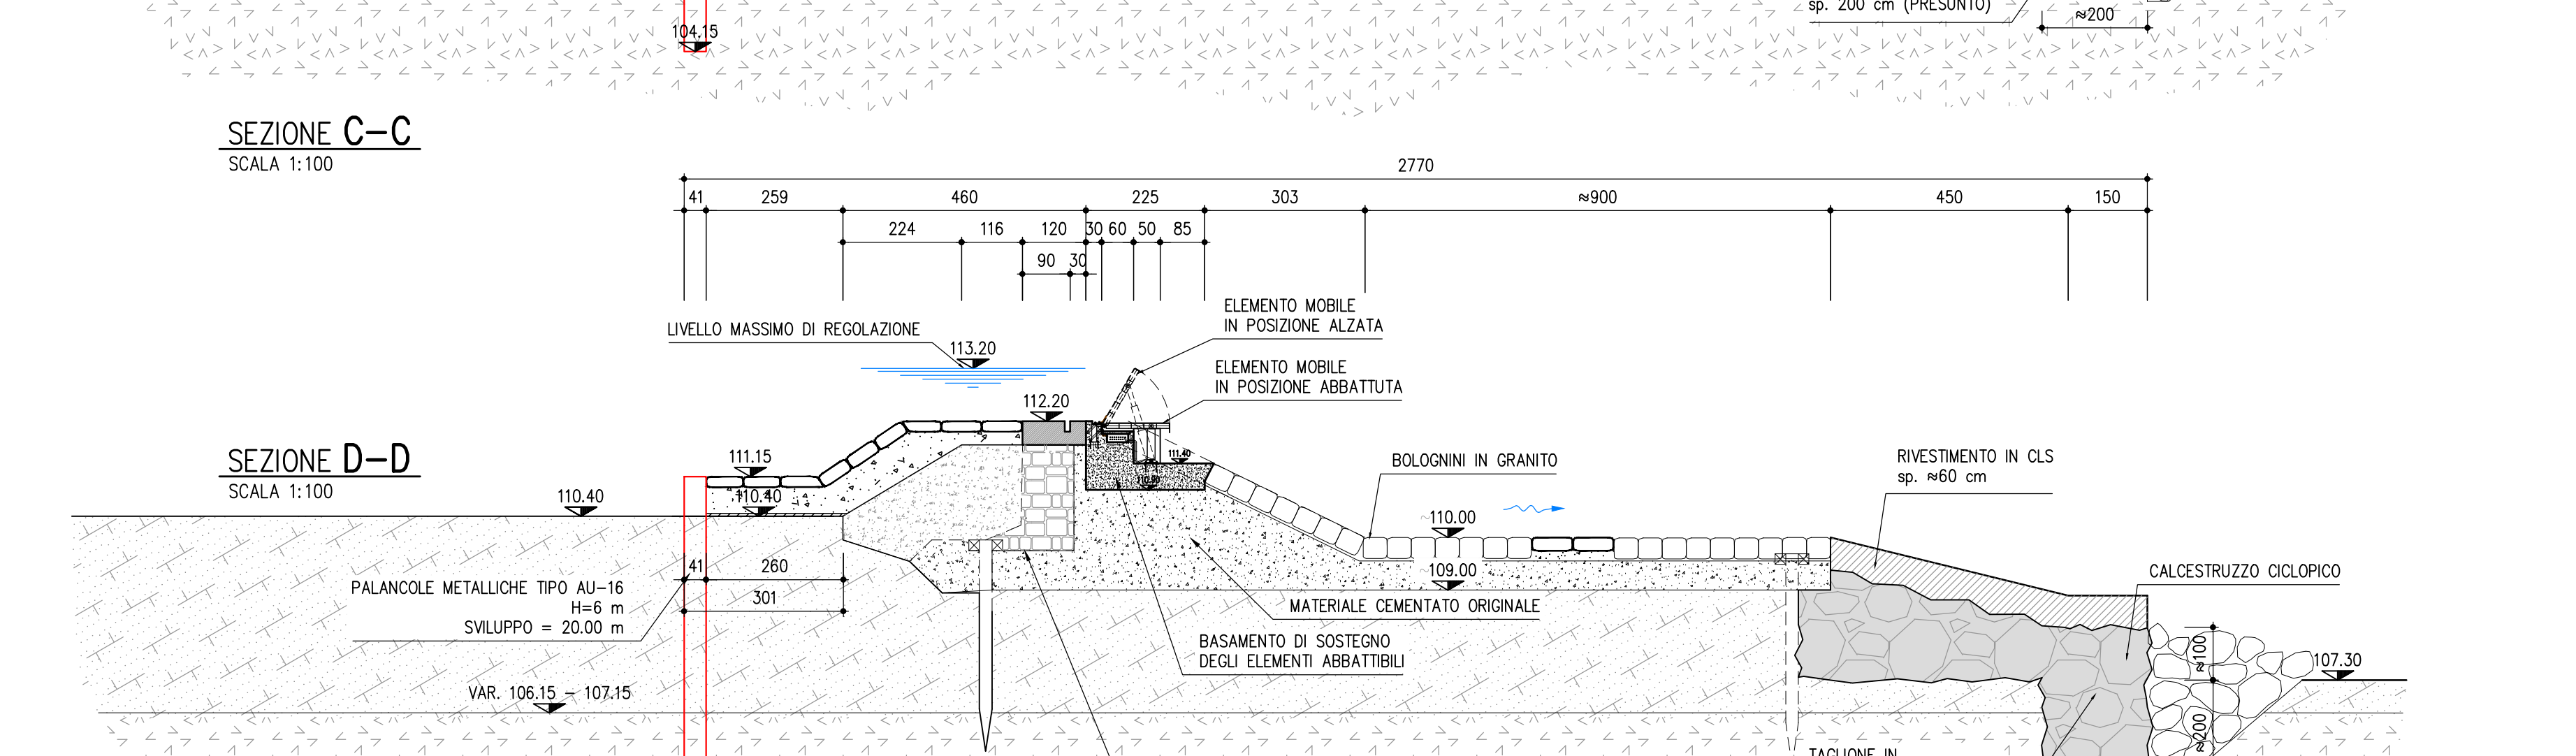 sp. 200 cm (PRESUNTO)
≈200
104.15
SEZIONE C-C
SCALA 1:100
2770
41 259 460 225 303 ≈900 450 150
224 116 120 30 60 50 85
90 30
ELEMENTO MOBILE
IN POSIZIONE ALZATA
LIVELLO MASSIMO DI REGOLAZIONE
113.20
ELEMENTO MOBILE
IN POSIZIONE ABBATTUTA
112.20
SEZIONE D-D
SCALA 1:100
111.15
110.40
110.40
111.40
BOLOGNINI IN GRANITO
RIVESTIMENTO IN CLS
sp. ≈60 cm
110.00
109.00
41 260
301
PALANCOLE METALLICHE TIPO AU-16
H=6 m
SVILUPPO = 20.00 m
MATERIALE CEMENTATO ORIGINALE
BASAMENTO DI SOSTEGNO
DEGLI ELEMENTI ABBATTIBILI
CALCESTRUZZO CICLOPICO
≈100
107.30
VAR. 106.15 - 107.15
≈200
TAGLIONE IN